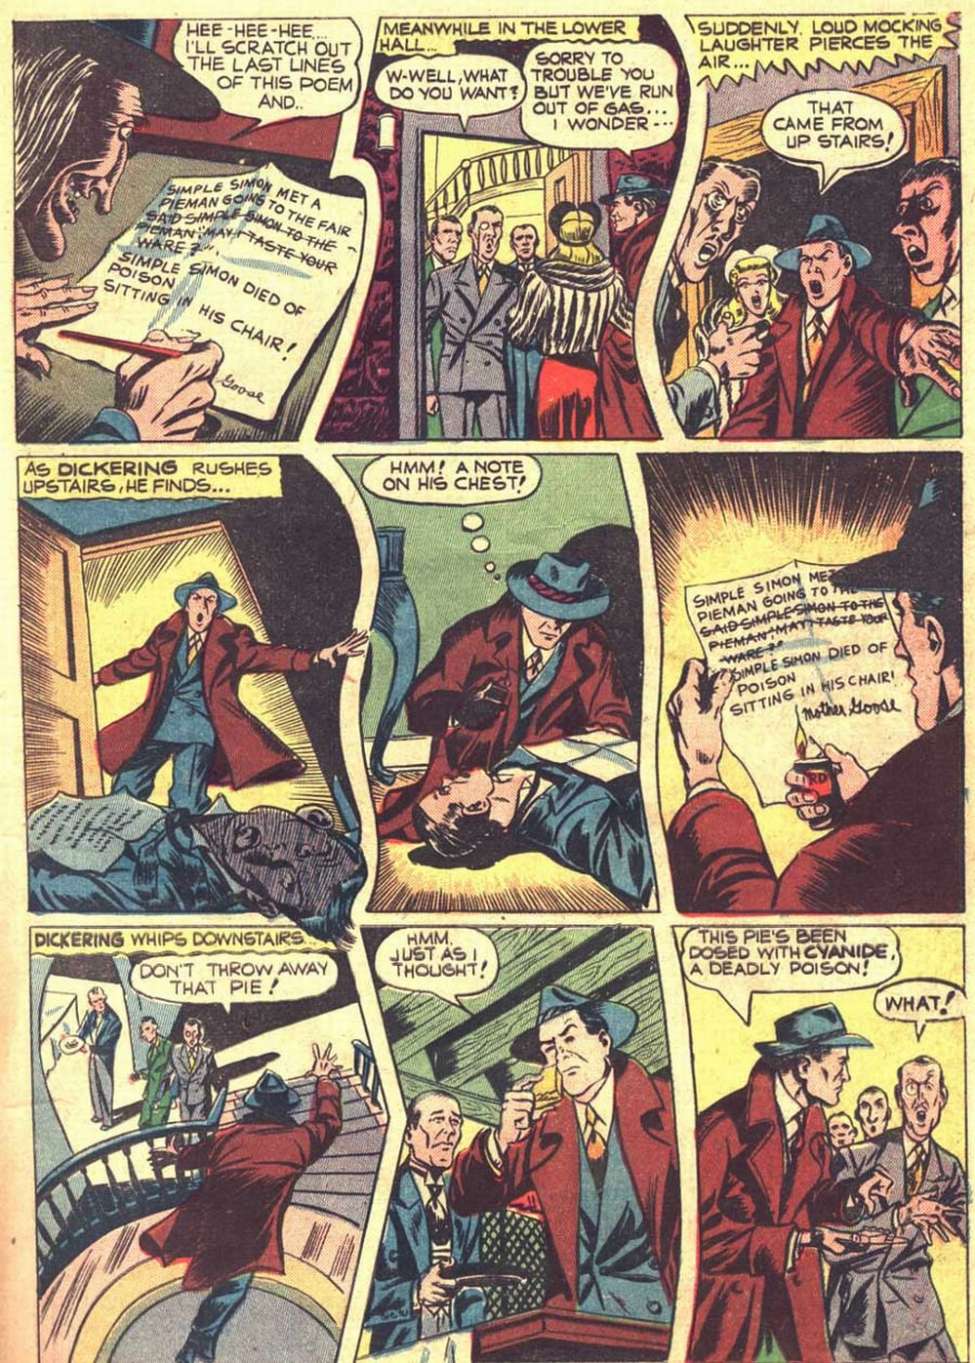 HEE-HEE-HEE...
I'LL SCRATCH OUT
THE LAST LINES
OF THIS POEM
AND..
SIMPLE SIMON MET A
PIEMAN GOING TO THE FAIR
SAID SIMPLE SIMON TO THE
PIEMAN:"MAY I TASTE YOUR
WARE?"
SIMPLE SIMON DIED OF
POISON
SITTING IN HIS CHAIR!
Goose
MEANWHILE IN THE LOWER
HALL...
W-WELL, WHAT
DO YOU WANT?
SORRY TO
TROUBLE YOU
BUT WE'VE RUN
OUT OF GAS...
I WONDER---
SUDDENLY, LOUD MOCKING
LAUGHTER PIERCES THE
AIR...
THAT
CAME FROM
UP STAIRS!
AS DICKERING RUSHES
UPSTAIRS, HE FINDS...
HMM! A NOTE
ON HIS CHEST!
SIMPLE SIMON MET
PIEMAN GOING TO THE
SAID SIMPLE SIMON TO THE
PIEMAN:"MAY I TASTE YOUR
WARE?"
SIMPLE SIMON DIED OF
POISON
SITTING IN HIS CHAIR!
Mother Goose
RD
DICKERING WHIPS DOWNSTAIRS...
DON'T THROW AWAY
THAT PIE!
HMM,
JUST AS I
THOUGHT!
THIS PIE'S BEEN
DOSED WITH CYANIDE,
A DEADLY POISON!
WHAT!